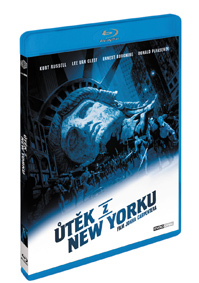 KURT RUSSELL LEE VAN CLEEF ERNEST BORGNINE DONALD PLEASENCE
ÚTĚK Z
NEW YORKU
FILM JOHNA CARPENTERA